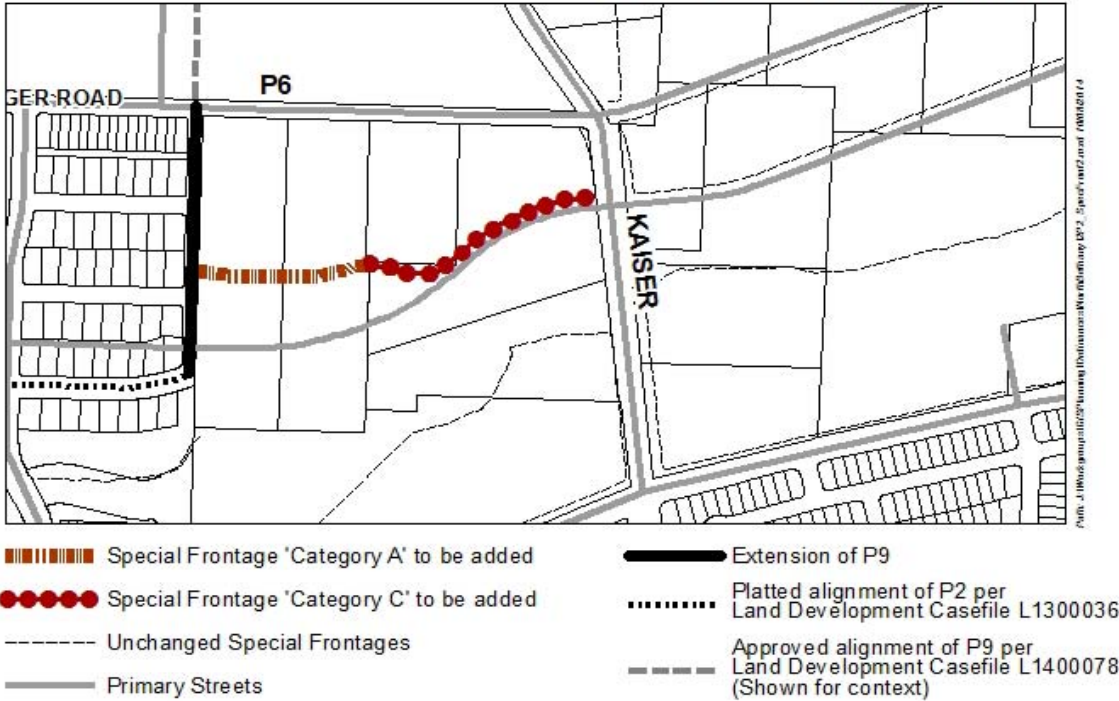 GER ROAD
P6
KAISER
Special Frontage 'Category A' to be added
Special Frontage 'Category C' to be added
Unchanged Special Frontages
Primary Streets
Extension of P9
Platted alignment of P2 per
Land Development Casefile L1300036
Approved alignment of P9 per
Land Development Casefile L1400078
(Shown for context)